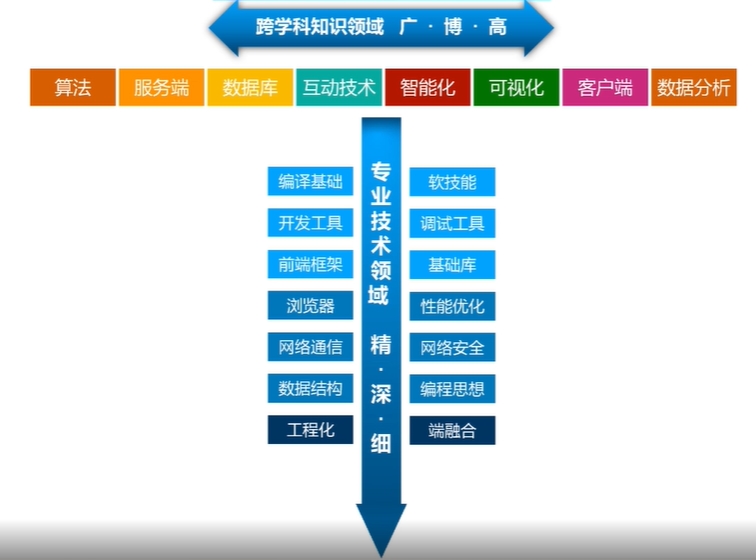 跨学科知识领域 广·博·高
算法 服务端 数据库 互动技术 智能化 可视化 客户端 数据分析
专业技术领域 精·深·细
编译基础 软技能
开发工具 调试工具
前端框架 基础库
浏览器 性能优化
网络通信 网络安全
数据结构 编程思想
工程化 端融合